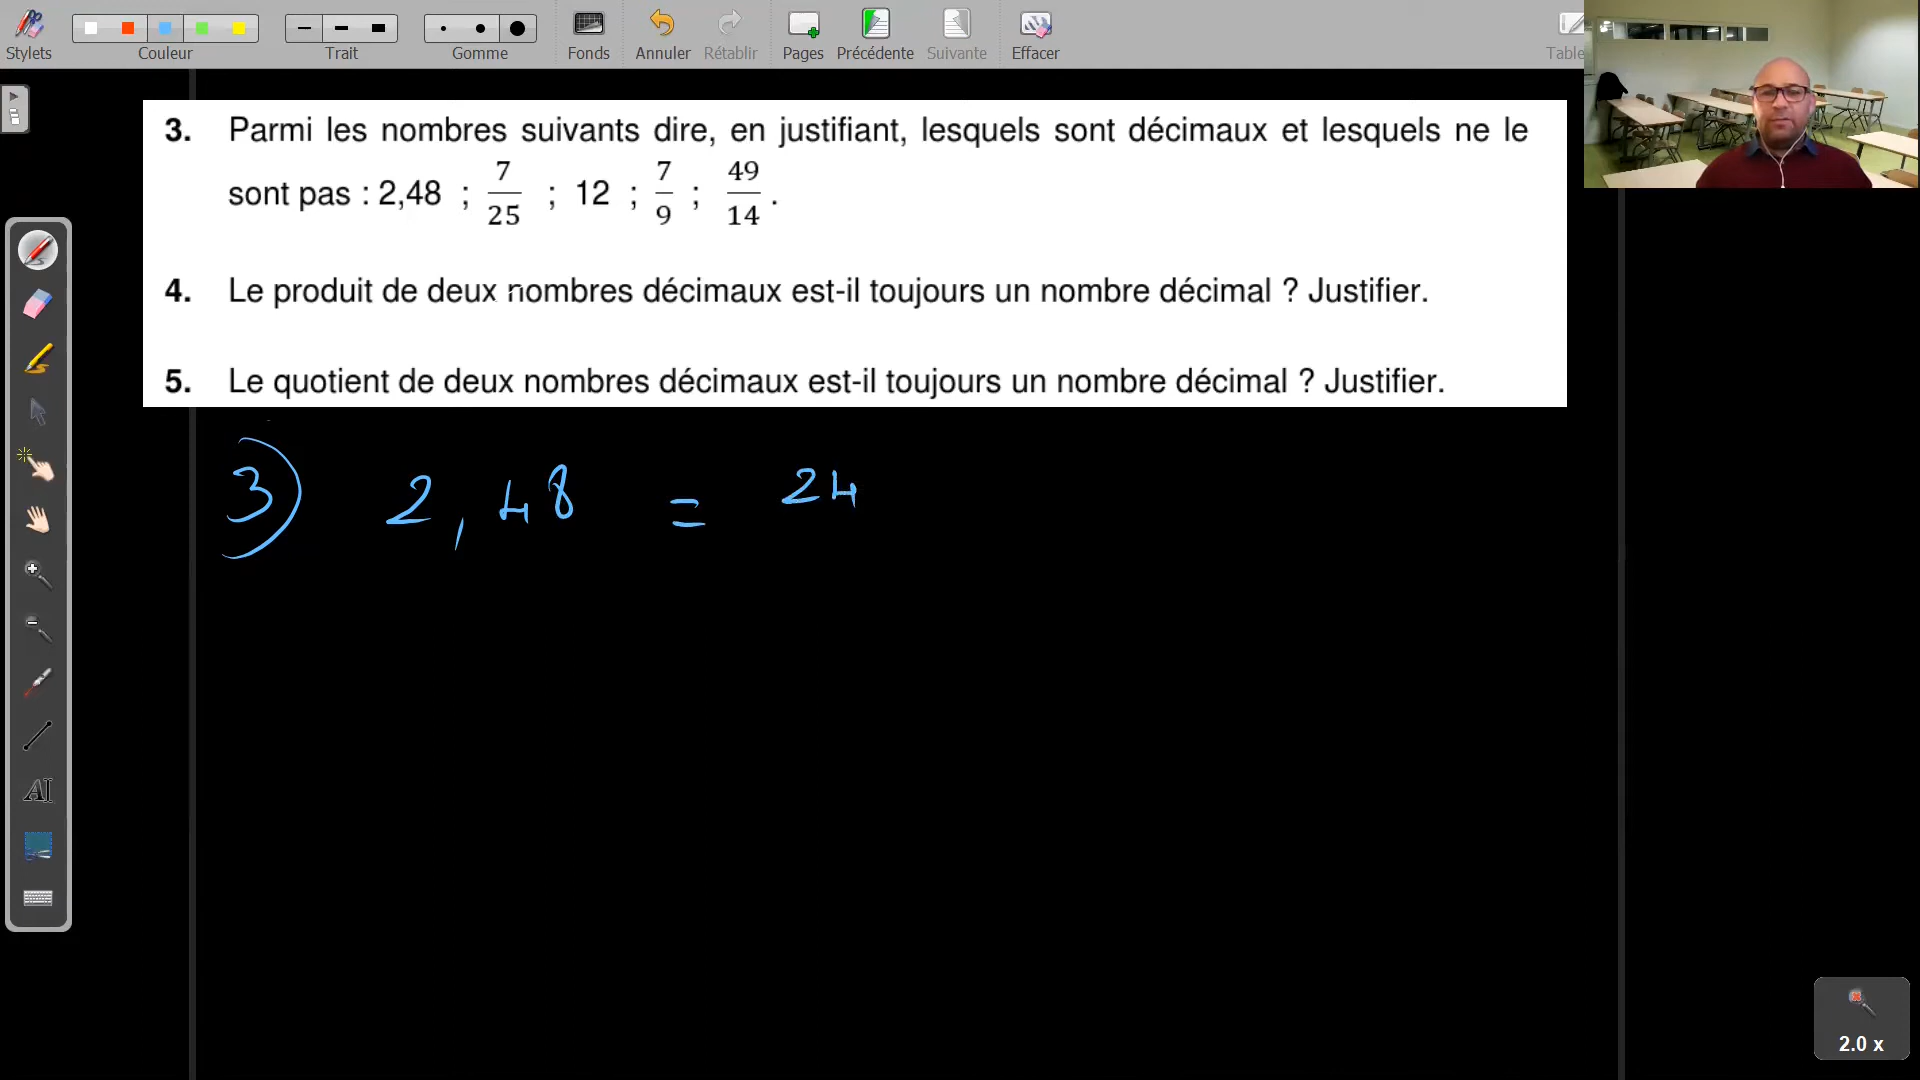 Stylets Couleur Trait Gomme Fonds Annuler Rétablir Pages Précédente Suivante Effacer
3. Parmi les nombres suivants dire, en justifiant, lesquels sont décimaux et lesquels ne le
sont pas : 2,48 ; 7/25 ; 12 ; 7/9 ; 49/14 .
4. Le produit de deux nombres décimaux est-il toujours un nombre décimal ? Justifier.
5. Le quotient de deux nombres décimaux est-il toujours un nombre décimal ? Justifier.
3) 2,48 = 24
AI
2.0 x